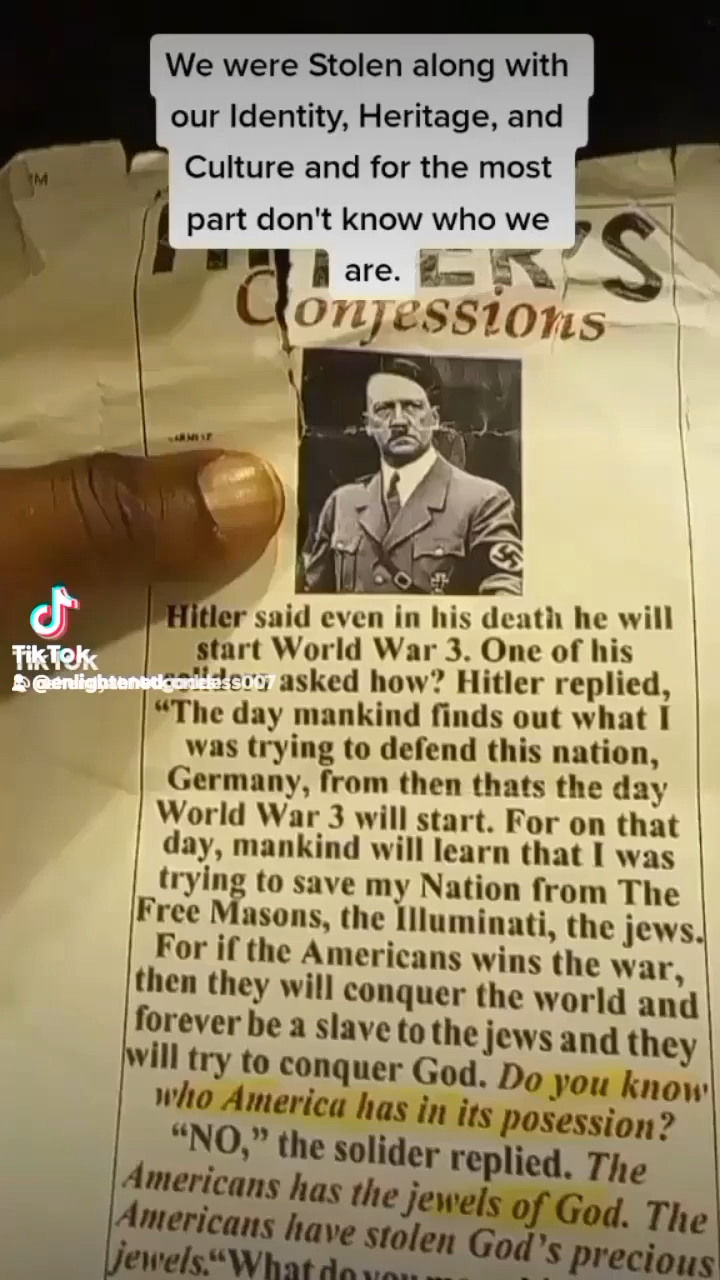 We were Stolen along with
our Identity, Heritage, and
Culture and for the most
part don't know who we
are.
Confessions
Hitler said even in his death he will
start World War 3. One of his
asked how? Hitler replied,
“The day mankind finds out what I
was trying to defend this nation,
Germany, from then thats the day
World War 3 will start. For on that
day, mankind will learn that I was
trying to save my Nation from The
Free Masons, the Illuminati, the jews.
For if the Americans wins the war,
then they will conquer the world and
forever be a slave to the jews and they
will try to conquer God. Do you know
who America has in its posession?
“NO,” the solider replied. The
Americans has the jewels of God. The
Americans have stolen God's precious
jewels.“What do you
TikTok